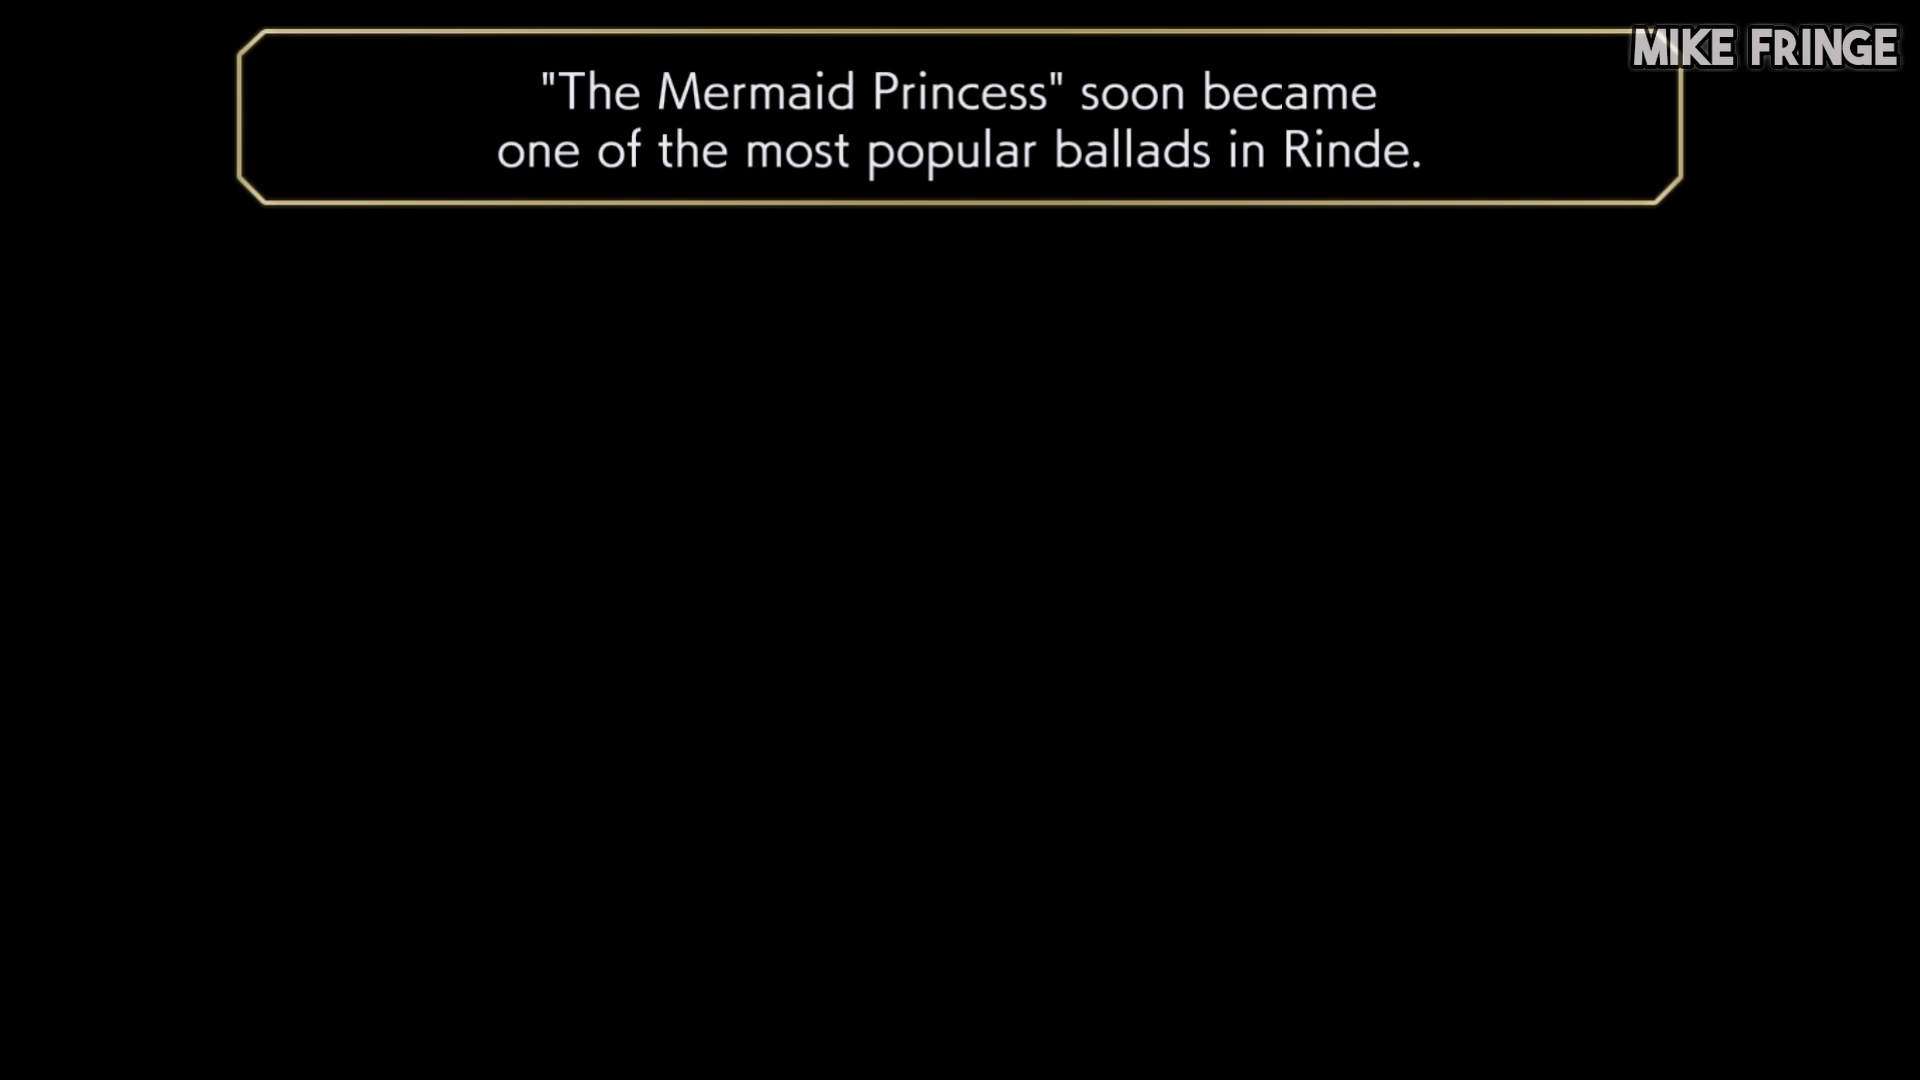 MIKE FRINGE
"The Mermaid Princess" soon became
one of the most popular ballads in Rinde.